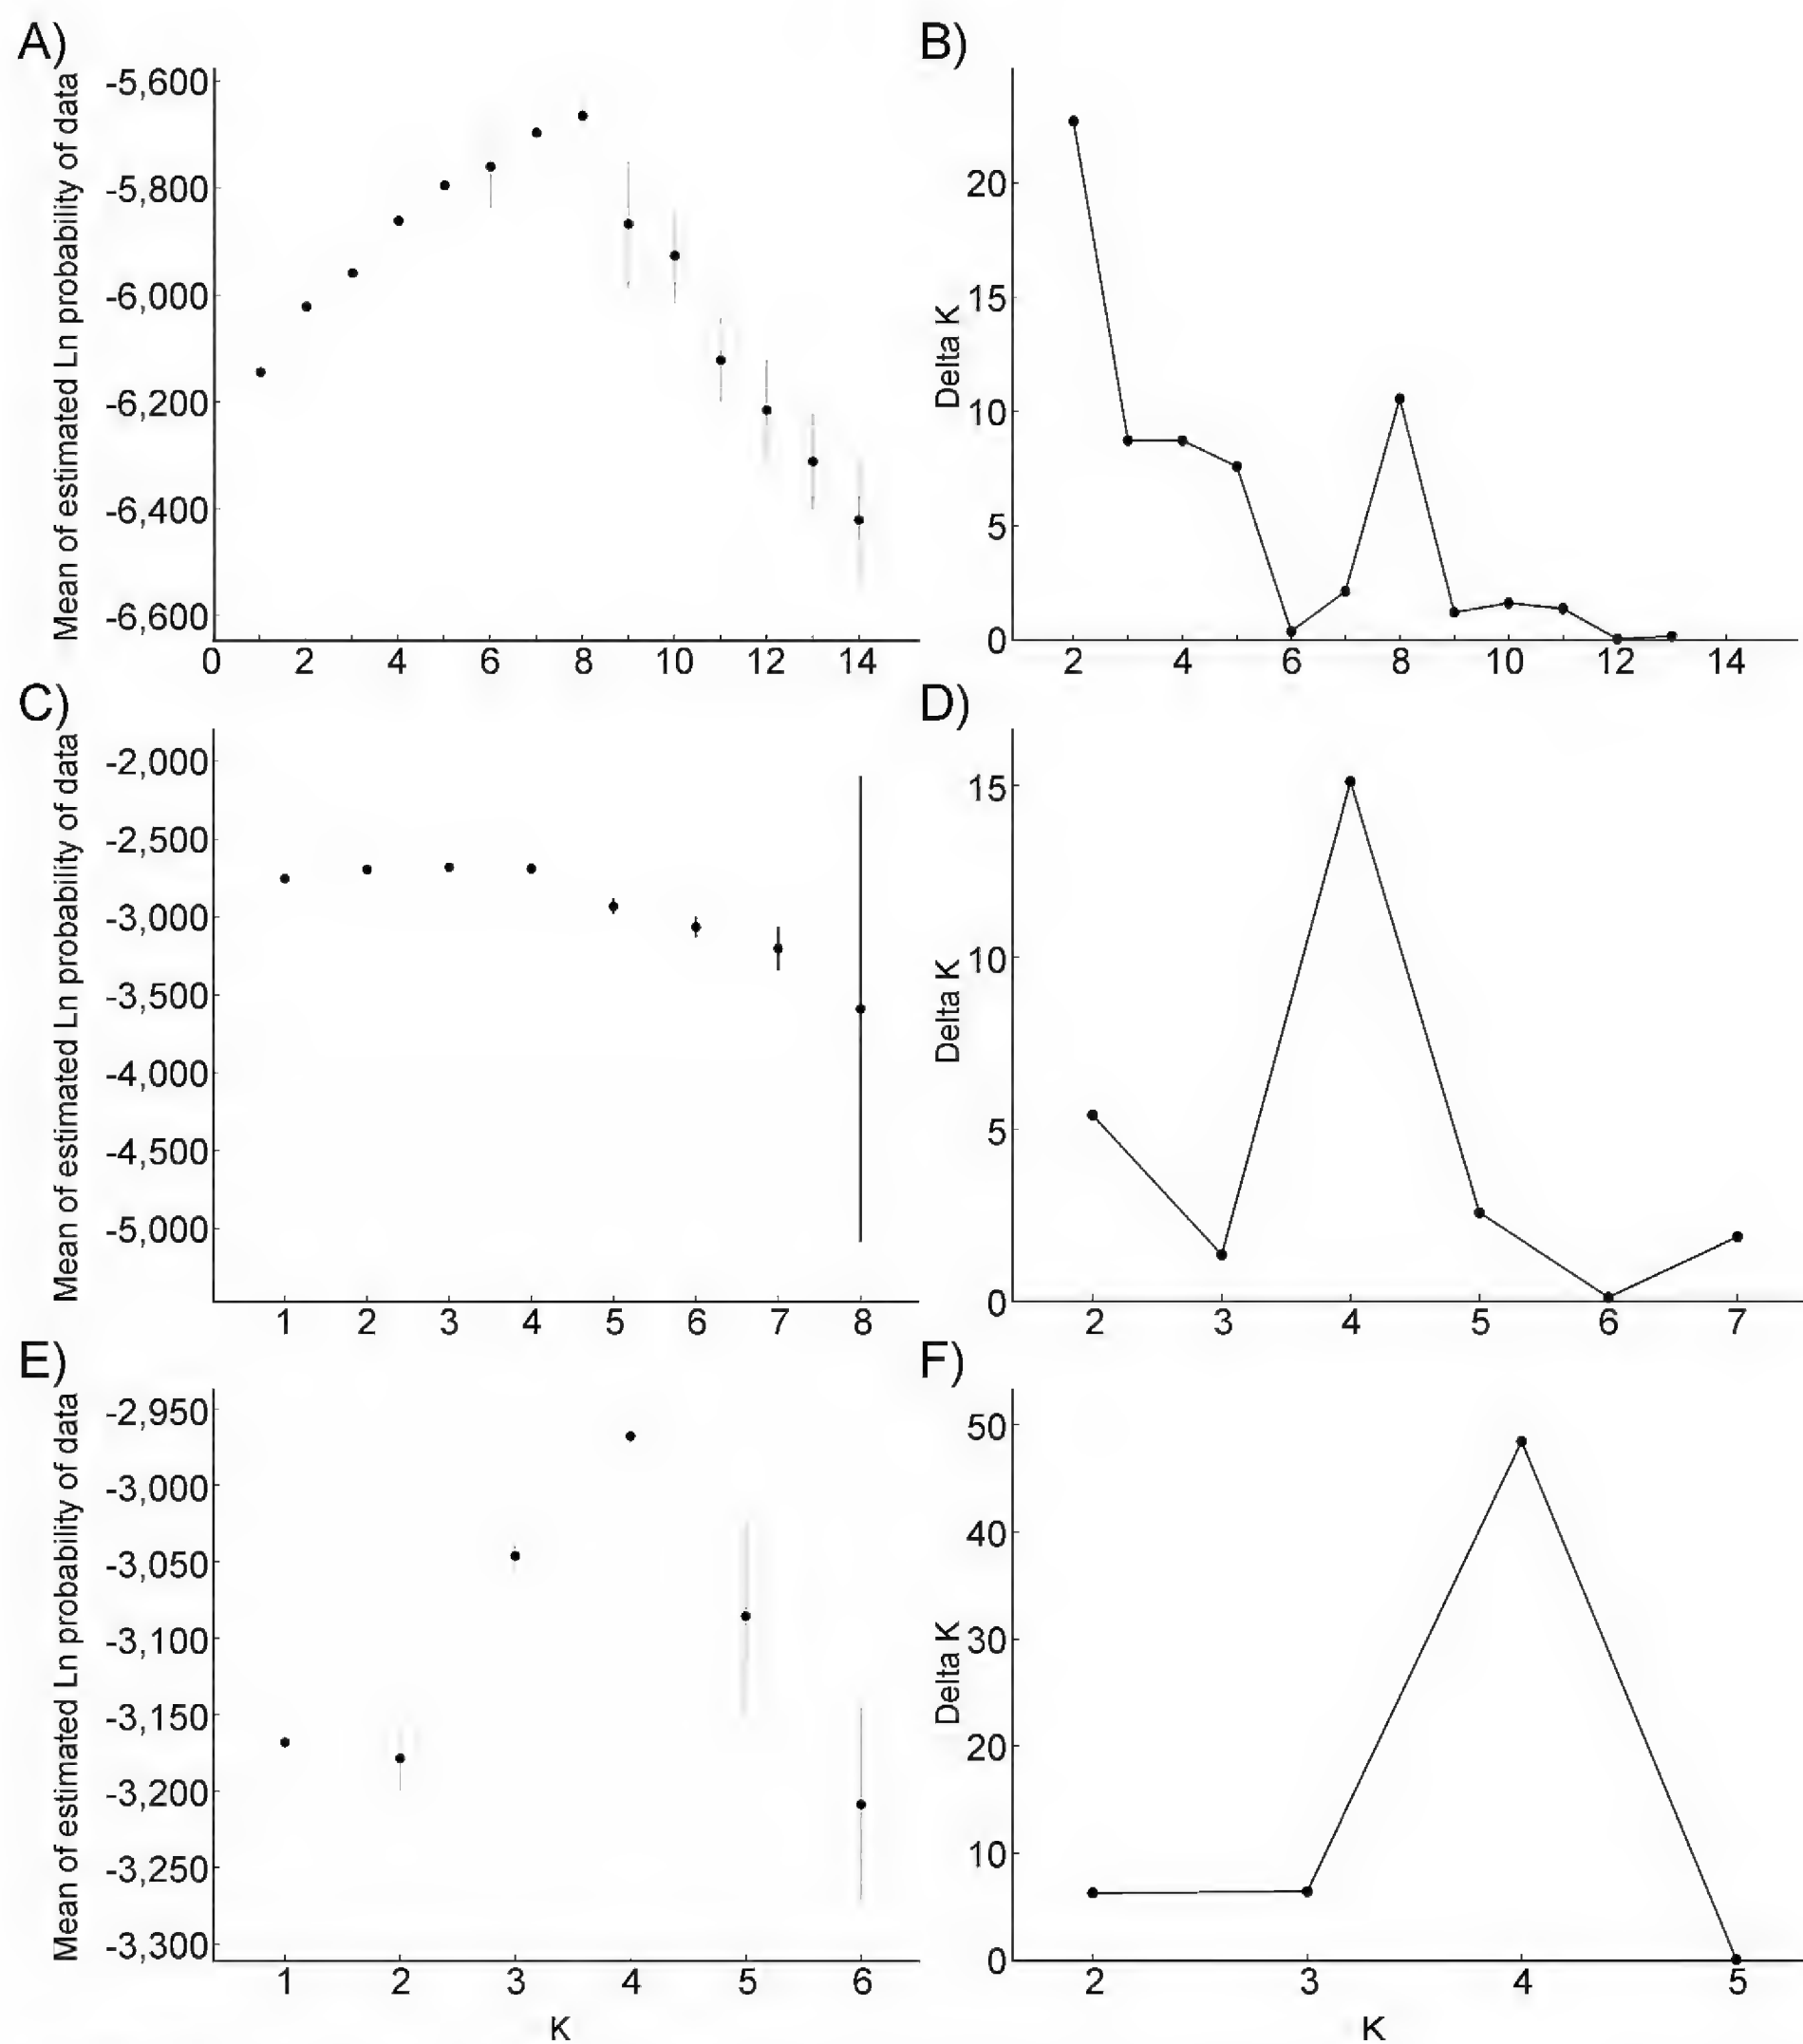 A)
Mean of estimated Ln probability of data
-5,600
-5,800
-6,000
-6,200
-6,400
-6,600
0 2 4 6 8 10 12 14
B)
Delta K
20
15
10
5
0
2 4 6 8 10 12 14
C)
Mean of estimated Ln probability of data
-2,000
-2,500
-3,000
-3,500
-4,000
-4,500
-5,000
1 2 3 4 5 6 7 8
D)
Delta K
15
10
5
0
2 3 4 5 6 7
E)
Mean of estimated Ln probability of data
-2,950
-3,000
-3,050
-3,100
-3,150
-3,200
-3,250
-3,300
1 2 3 4 5 6
K
F)
Delta K
50
40
30
20
10
0
2 3 4 5
K